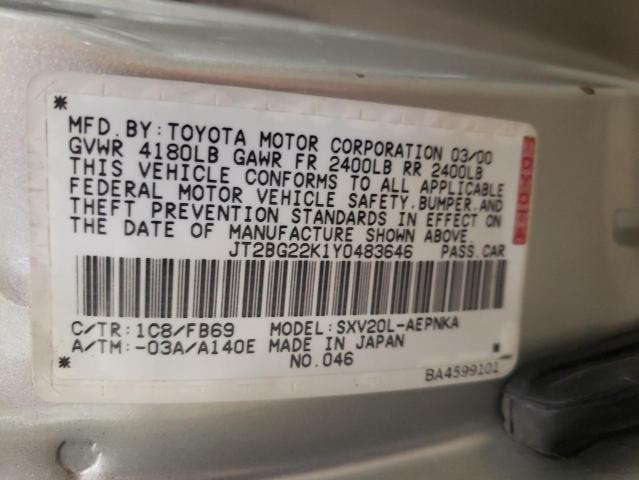 MFD. BY: TOYOTA MOTOR CORPORATION 03/00
GVWR 4180LB GAWR FR 2400LB RR 2400LB
THIS VEHICLE CONFORMS TO ALL APPLICABLE
FEDERAL MOTOR VEHICLE SAFETY, BUMPER, AND
THEFT PREVENTION STANDARDS IN EFFECT ON
THE DATE OF MANUFACTURE SHOWN ABOVE.
JT2BG22K1Y0483646 PASS. CAR
C/TR: 1C8/FB69 MODEL: SXV20L-AEPNKA
A/TM: -03A/A140E MADE IN JAPAN
NO. 046
BA4599101